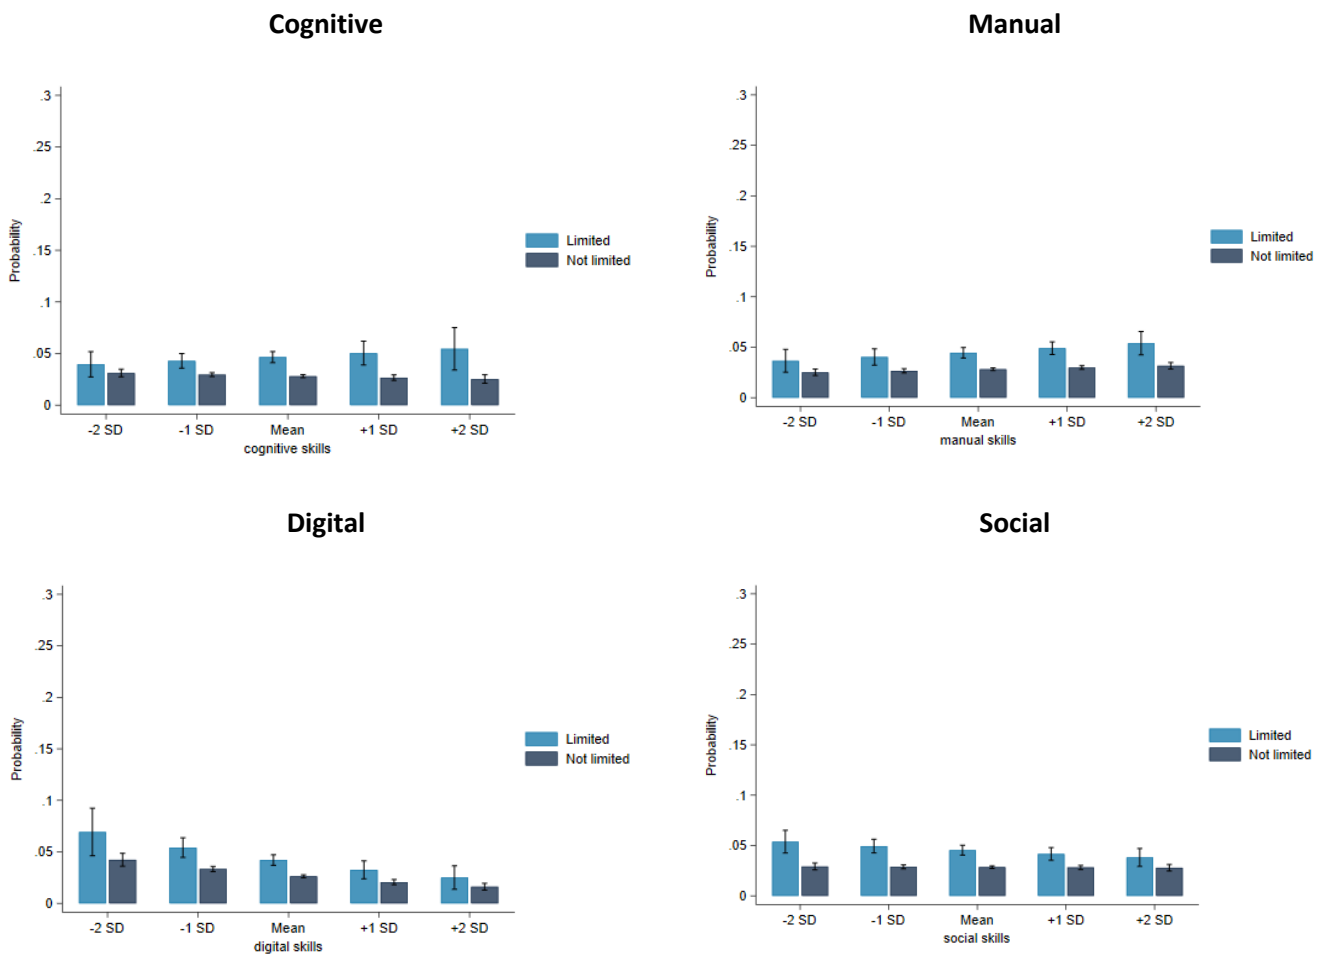 Cognitive
Manual
.3
.25
.2
.15
.1
.05
0
Probability
-2 SD
-1 SD
Mean
+1 SD
+2 SD
cognitive skills
Limited
Not limited
.3
.25
.2
.15
.1
.05
0
Probability
-2 SD
-1 SD
Mean
+1 SD
+2 SD
manual skills
Limited
Not limited
Digital
Social
.3
.25
.2
.15
.1
.05
0
Probability
-2 SD
-1 SD
Mean
+1 SD
+2 SD
digital skills
Limited
Not limited
.3
.25
.2
.15
.1
.05
0
Probability
-2 SD
-1 SD
Mean
+1 SD
+2 SD
social skills
Limited
Not limited